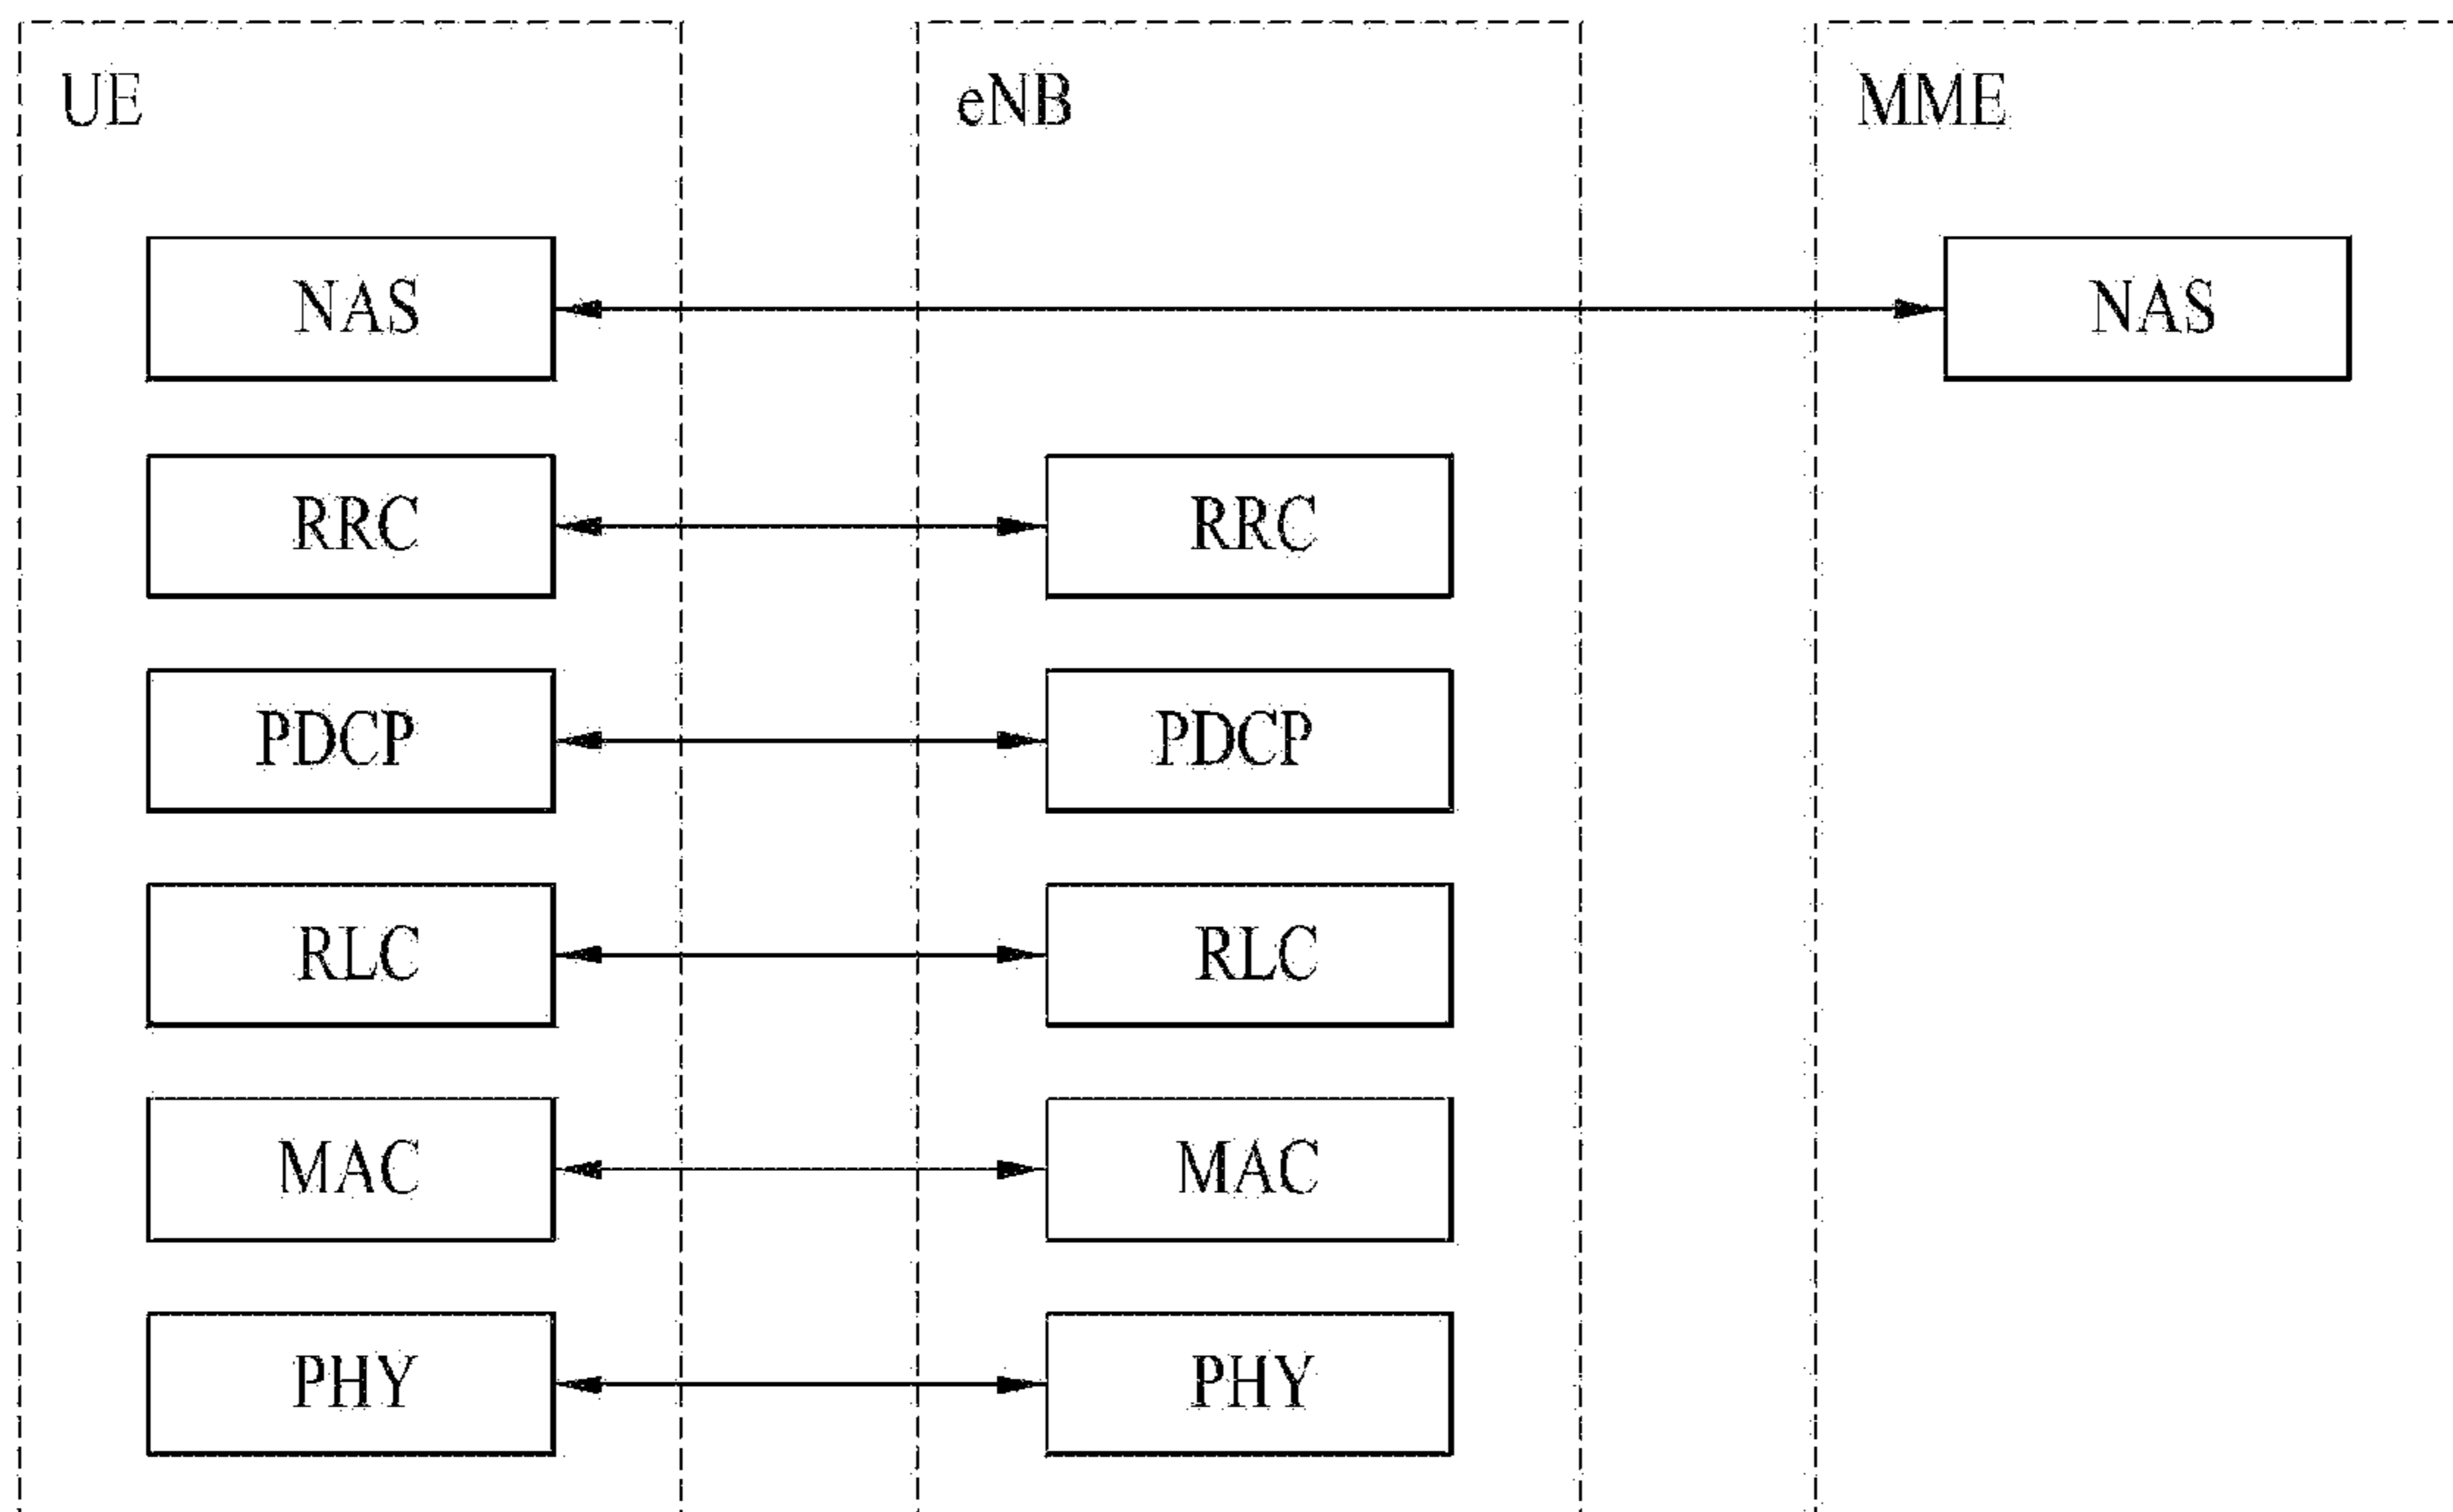 UE eNB MME
NAS NAS
RRC RRC
PDCP PDCP
RLC RLC
MAC MAC
PHY PHY